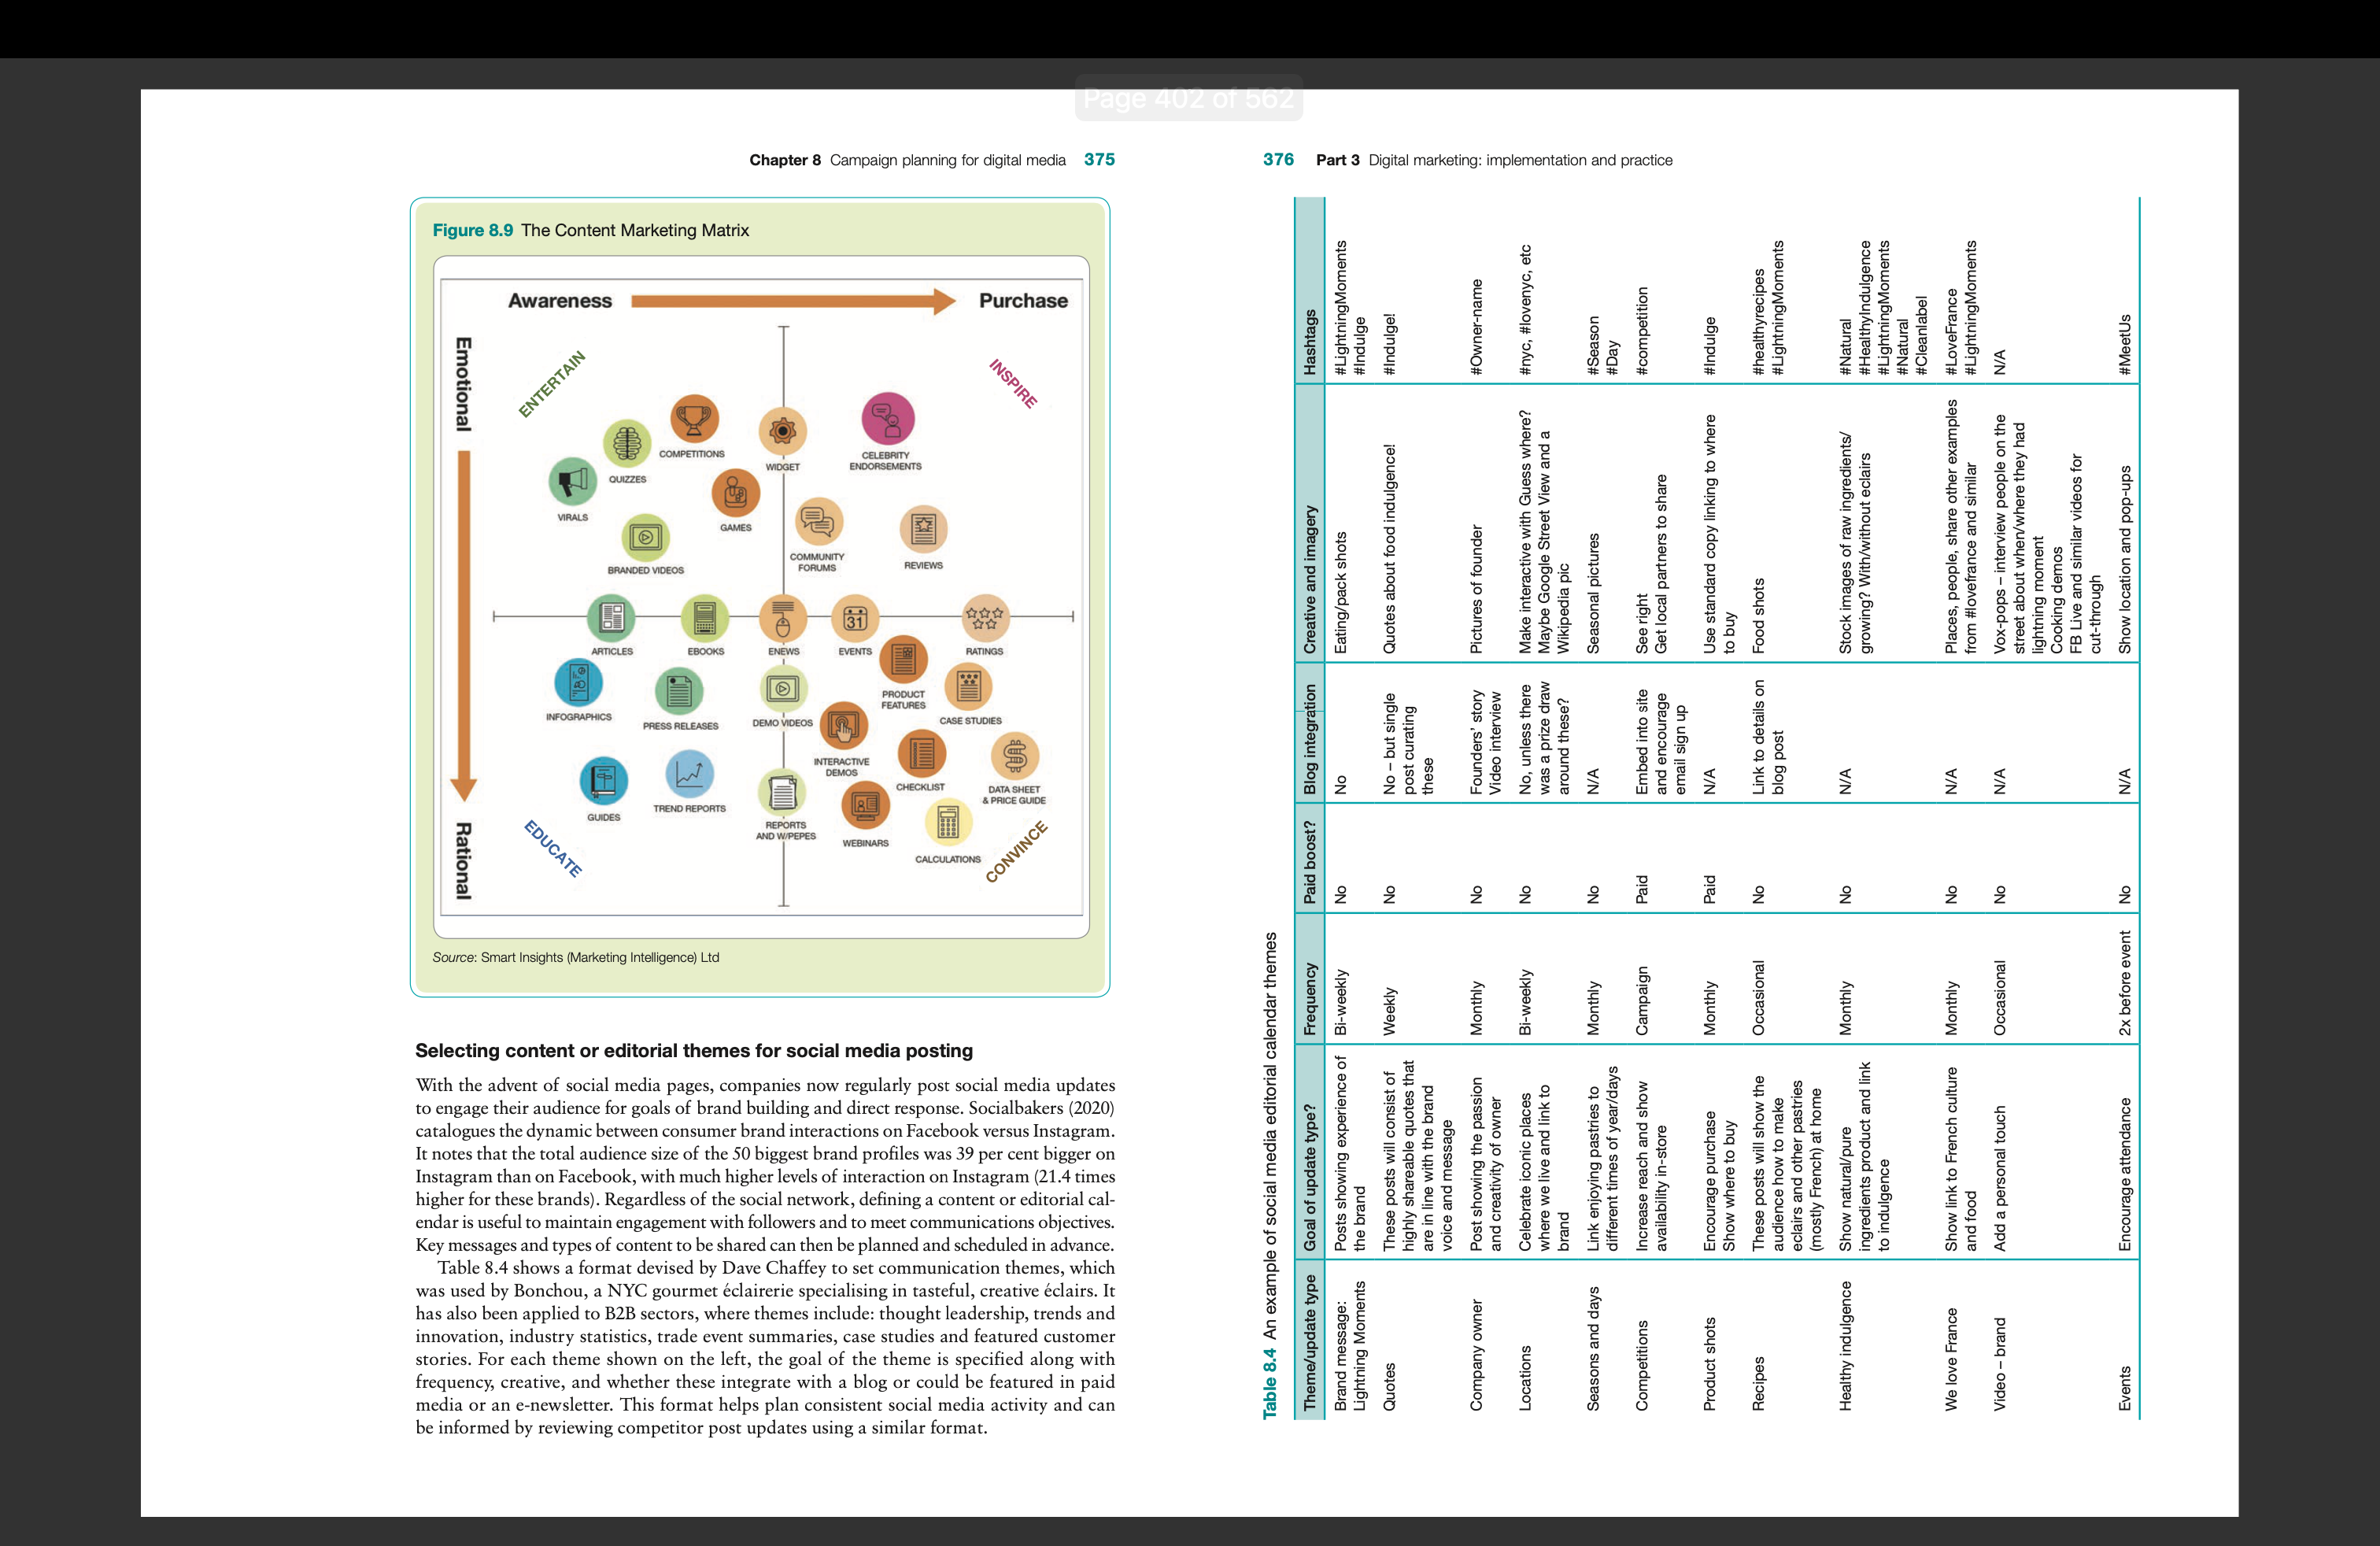 Page 402 of 562
Chapter 8 Campaign planning for digital media 375
Figure 8.9 The Content Marketing Matrix
Awareness Purchase
Emotional
ENTERTAIN
INSPIRE
COMPETITIONS
QUIZZES
WIDGET
CELEBRITY
ENDORSEMENTS
VIRALS
GAMES
BRANDED VIDEOS
COMMUNITY
FORUMS
REVIEWS
ARTICLES
EBOOKS
ENEWS
31
EVENTS
RATINGS
INFOGRAPHICS
PRESS RELEASES
DEMO VIDEOS
PRODUCT
FEATURES
CASE STUDIES
INTERACTIVE
DEMOS
CHECKLIST
DATA SHEET
& PRICE GUIDE
GUIDES
TREND REPORTS
REPORTS
AND W/PEPES
WEBINARS
CALCULATIONS
Rational
EDUCATE
CONVINCE
Source: Smart Insights (Marketing Intelligence) Ltd
Selecting content or editorial themes for social media posting
With the advent of social media pages, companies now regularly post social media updates
to engage their audience for goals of brand building and direct response. Socialbakers (2020)
catalogues the dynamic between consumer brand interactions on Facebook versus Instagram.
It notes that the total audience size of the 50 biggest brand profiles was 39 per cent bigger on
Instagram than on Facebook, with much higher levels of interaction on Instagram (21.4 times
higher for these brands). Regardless of the social network, defining a content or editorial cal-
endar is useful to maintain engagement with followers and to meet communications objectives.
Key messages and types of content to be shared can then be planned and scheduled in advance.
Table 8.4 shows a format devised by Dave Chaffey to set communication themes, which
was used by Bonchou, a NYC gourmet éclairerie specialising in tasteful, creative éclairs. It
has also been applied to B2B sectors, where themes include: thought leadership, trends and
innovation, industry statistics, trade event summaries, case studies and featured customer
stories. For each theme shown on the left, the goal of the theme is specified along with
frequency, creative, and whether these integrate with a blog or could be featured in paid
media or an e-newsletter. This format helps plan consistent social media activity and can
be informed by reviewing competitor post updates using a similar format.
376 Part 3 Digital marketing: implementation and practice
Table 8.4 An example of social media editorial calendar themes
Theme/update type Goal of update type? Frequency Paid boost? Blog integration Creative and imagery Hashtags
Brand message: Posts showing experience of Bi-weekly No No Eating/pack shots #LightningMoments
Lightning Moments the brand #Indulge
Quotes These posts will consist of Weekly No No – but single Quotes about food indulgence! #Indulge!
highly shareable quotes that post curating
are in line with the brand these
voice and message
Company owner Post showing the passion Monthly No Founders' story Pictures of founder #Owner-name
and creativity of owner Video interview
Locations Celebrate iconic places Bi-weekly No No, unless there Make interactive with Guess where? #nyc, #lovenyc, etc
where we live and link to was a prize draw Maybe Google Street View and a
brand around these? Wikipedia pic
Seasons and days Link enjoying pastries to Monthly No N/A Seasonal pictures #Season
different times of year/days #Day
Competitions Increase reach and show Campaign Paid Embed into site See right #competition
availability in-store and encourage Get local partners to share
email sign up
Product shots Encourage purchase Monthly Paid N/A Use standard copy linking to where #Indulge
Show where to buy to buy
Recipes These posts will show the Occasional No Link to details on Food shots #healthyrecipes
audience how to make blog post #LightningMoments
eclairs and other pastries
(mostly French) at home
Healthy indulgence Show natural/pure Monthly No N/A Stock images of raw ingredients/ #Natural
ingredients product and link growing? With/without eclairs #HealthyIndulgence
to indulgence #LightningMoments
#Natural
#Cleanlabel
We love France Show link to French culture Monthly No N/A Places, people, share other examples #LoveFrance
and food from #lovefrance and similar #LightningMoments
Video – brand Add a personal touch Occasional No N/A Vox-pops – interview people on the N/A
street about when/where they had
lightning moment
Cooking demos
FB Live and similar videos for
cut-through
Events Encourage attendance 2x before event No N/A Show location and pop-ups #MeetUs